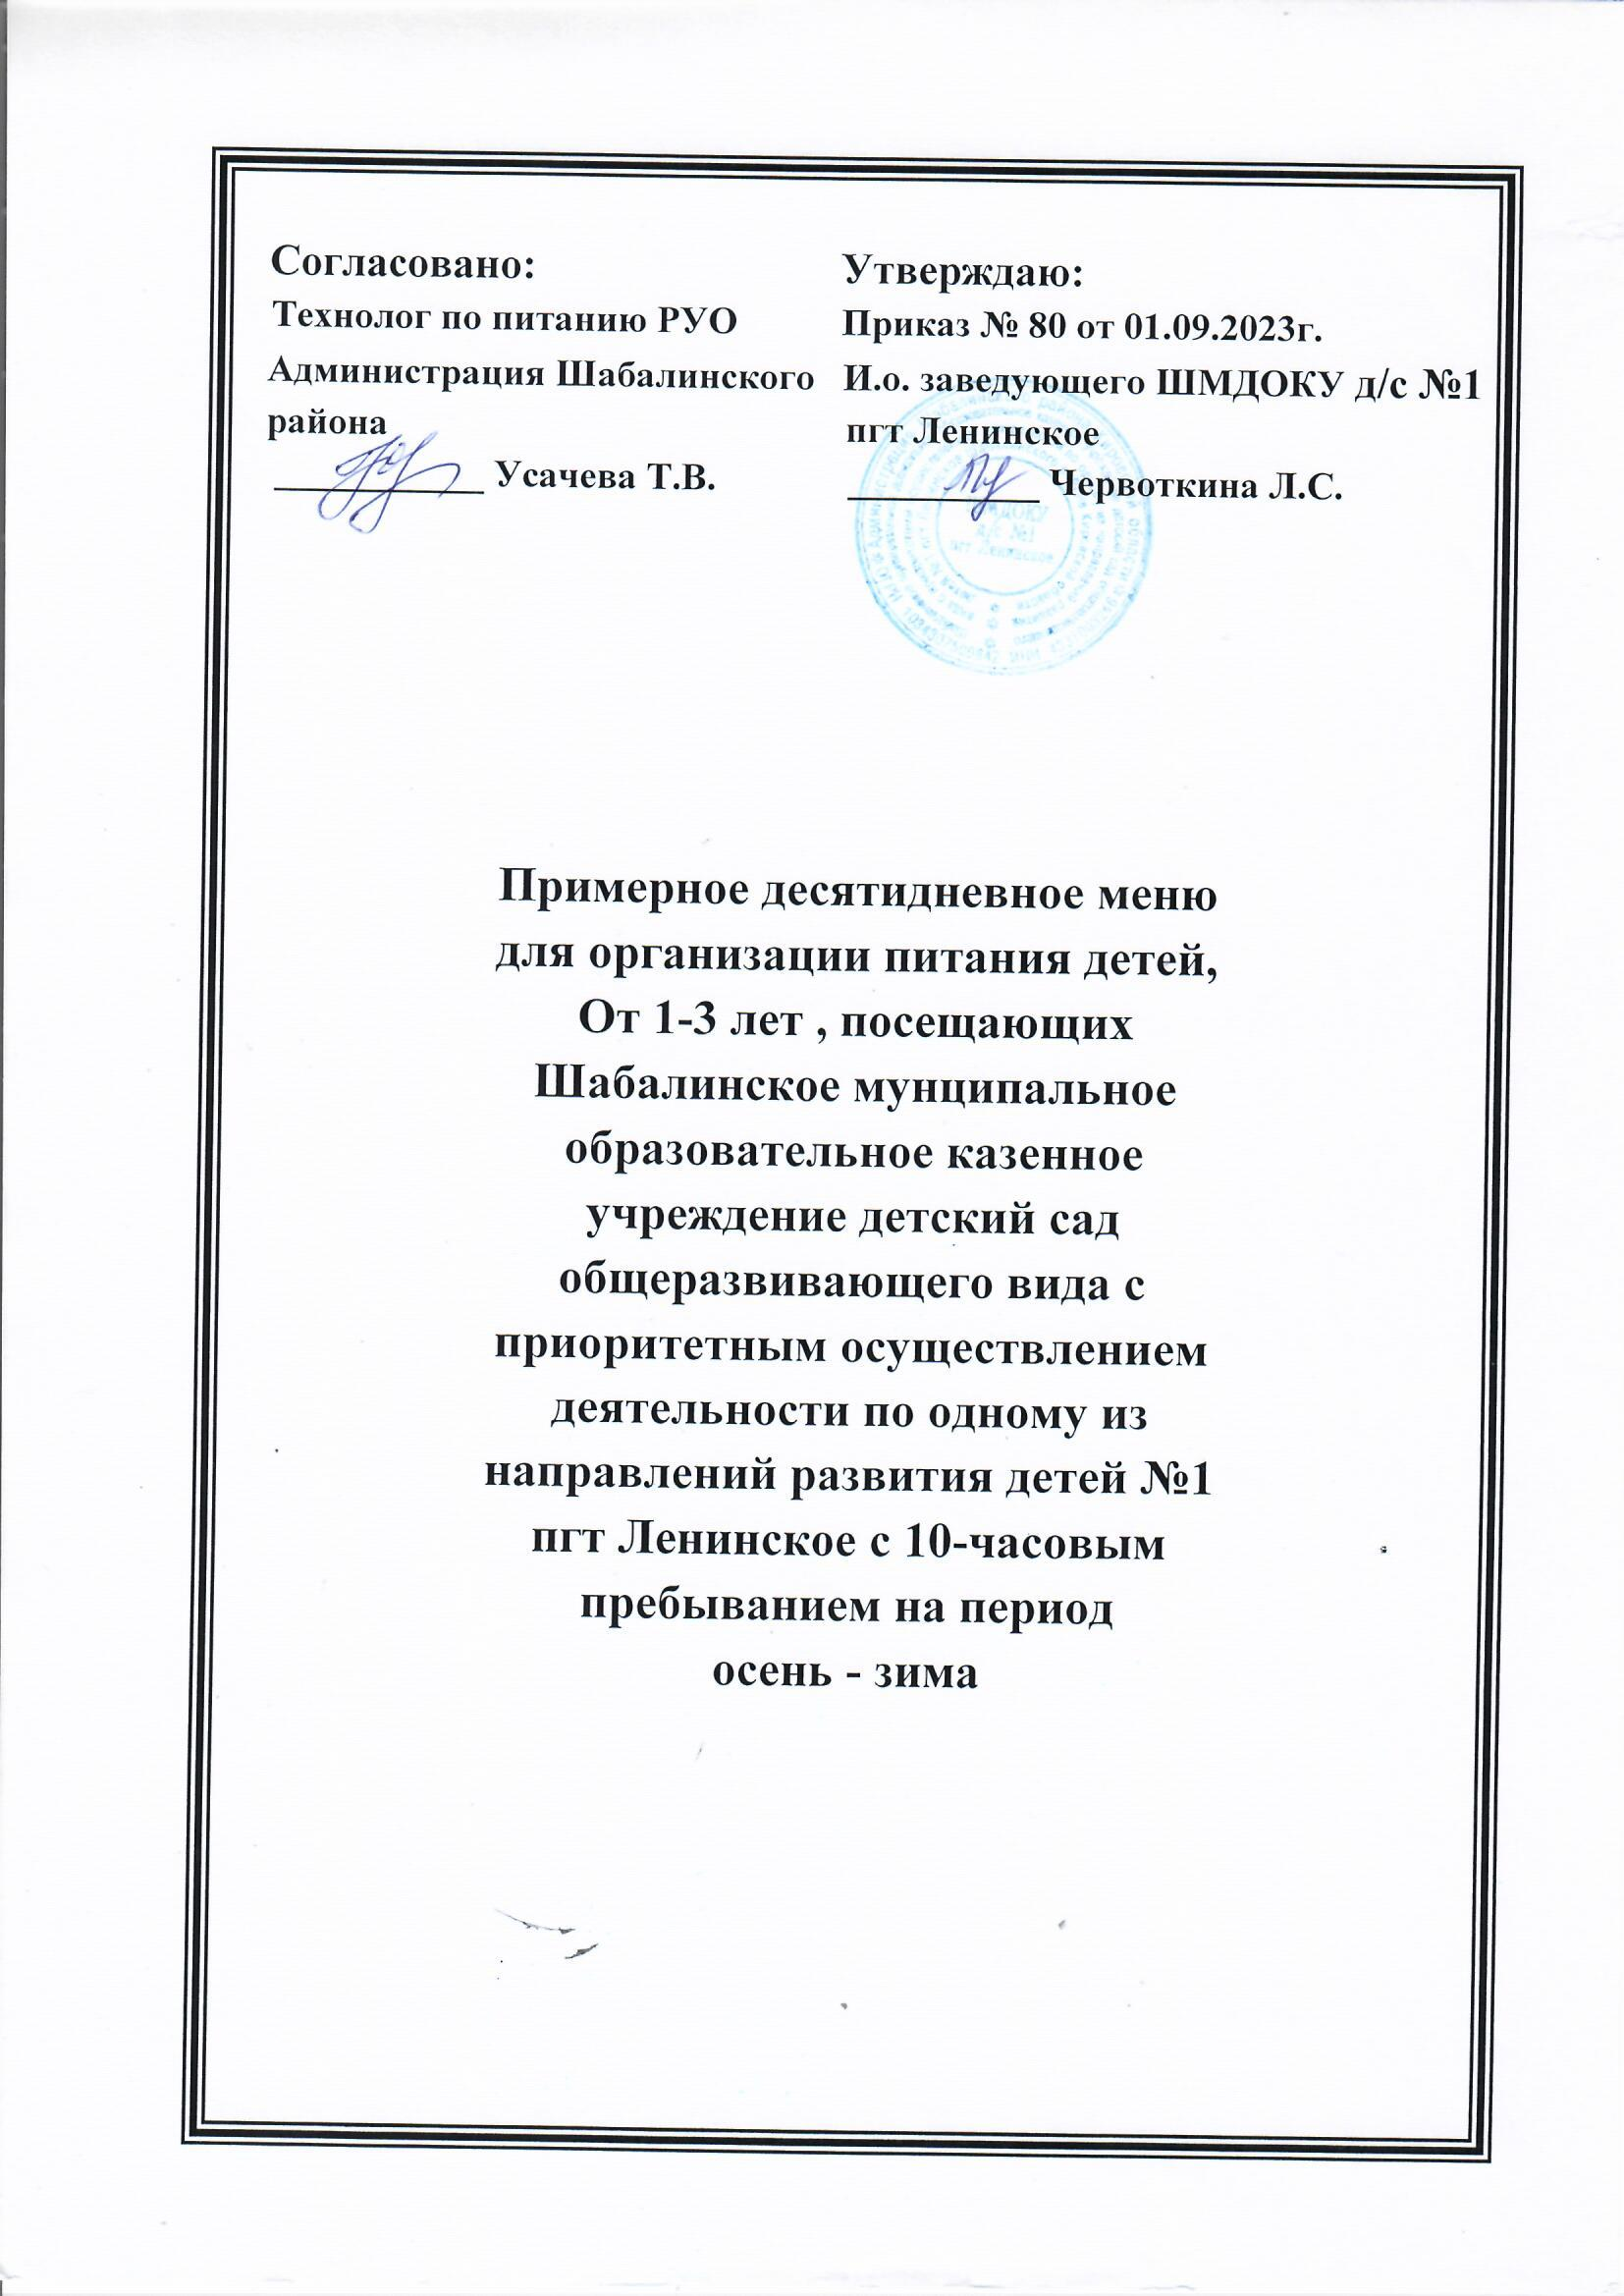 Согласовано:
Технолог по питанию РУО
Администрация Шабалинского
района
Усачева Т.В.
Утверждаю:
Приказ № 80 от 01.09.2023г.
И.о. заведующего ШМДОКУ д/с №1
пгт Ленинское
Червоткина Л.С.
д/с №1
пгт Ленинское
Примерное десятидневное меню
для организации питания детей,
От 1-3 лет , посещающих
Шабалинское мунципальное
образовательное казенное
учреждение детский сад
общеразвивающего вида с
приоритетным осуществлением
деятельности по одному из
направлений развития детей №1
пгт Ленинское с 10-часовым
пребыванием на период
осень - зима